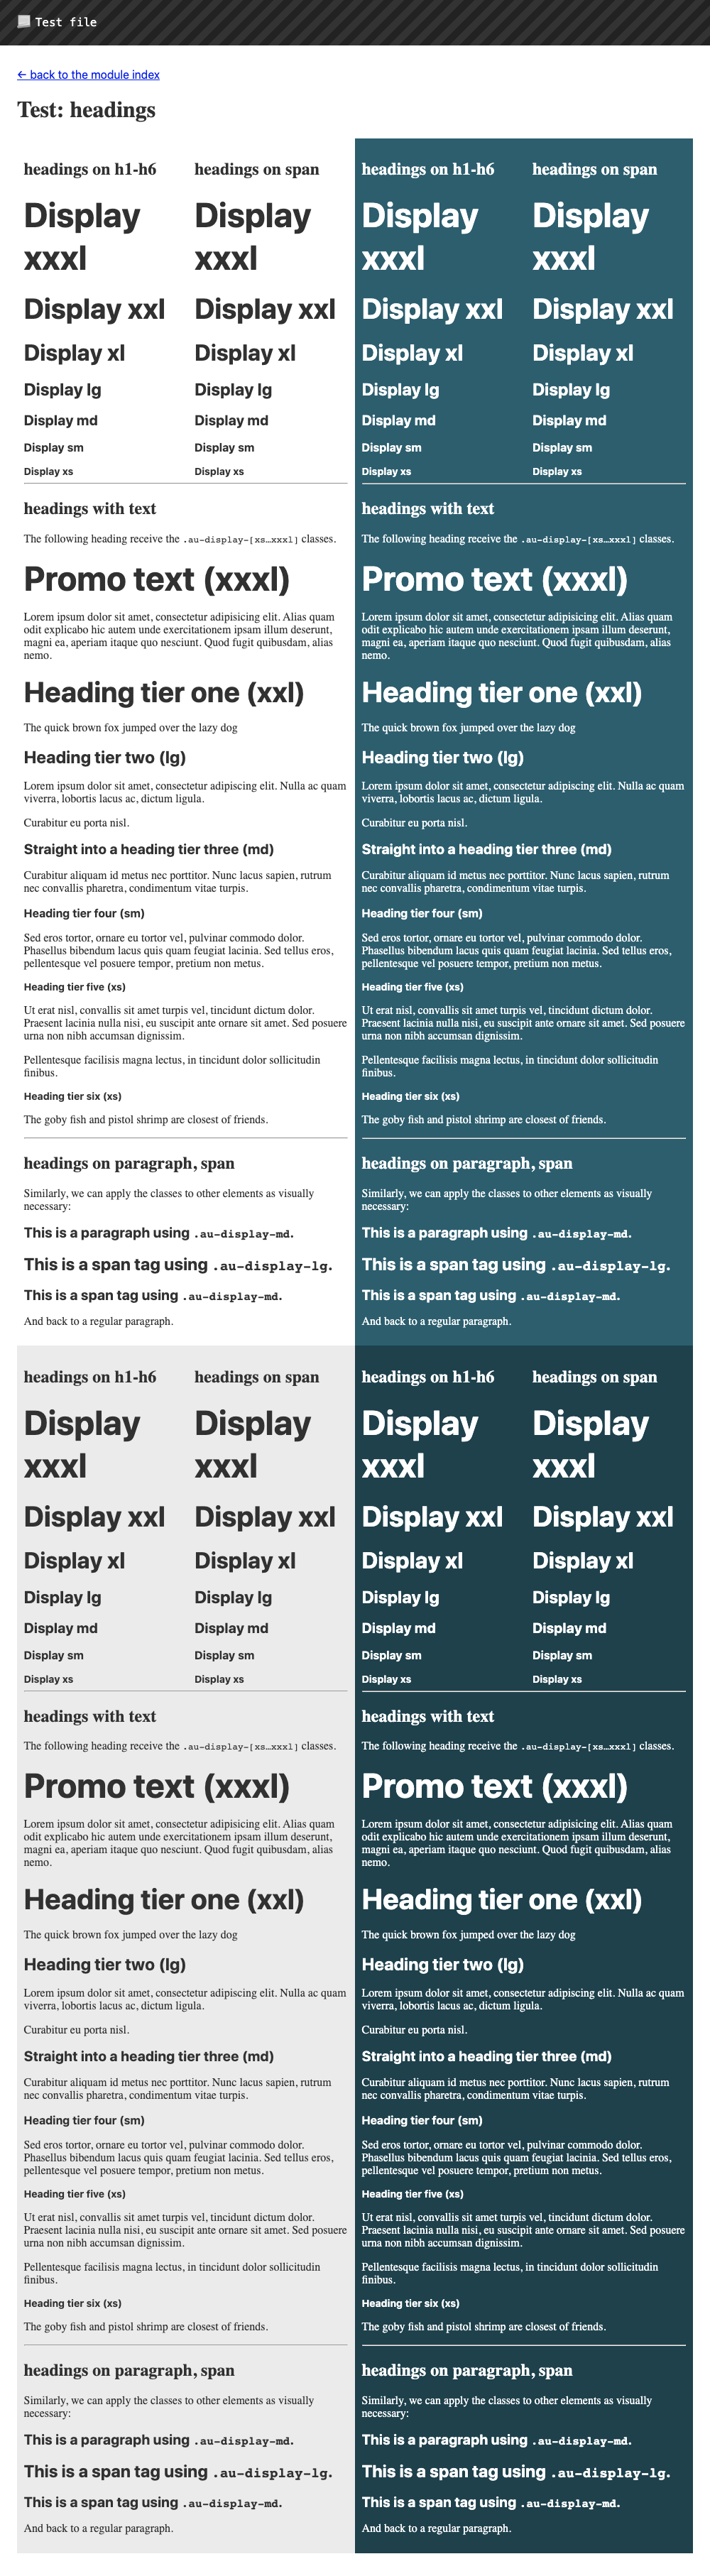 Test file
← back to the module index
Test: headings
headings on h1-h6
Display
xxxl
Display xxl
Display xl
Display lg
Display md
Display sm
Display xs
headings on span
Display
xxxl
Display xxl
Display xl
Display lg
Display md
Display sm
Display xs
headings with text
The following heading receive the .au-display-[xs…xxxl] classes.
Promo text (xxxl)
Lorem ipsum dolor sit amet, consectetur adipisicing elit. Alias quam
odit explicabo hic autem unde exercitationem ipsam illum deserunt,
magni ea, aperiam itaque quo nesciunt. Quod fugit quibusdam, alias
nemo.
Heading tier one (xxl)
The quick brown fox jumped over the lazy dog
Heading tier two (lg)
Lorem ipsum dolor sit amet, consectetur adipiscing elit. Nulla ac quam
viverra, lobortis lacus ac, dictum ligula.
Curabitur eu porta nisl.
Straight into a heading tier three (md)
Curabitur aliquam id metus nec porttitor. Nunc lacus sapien, rutrum
nec convallis pharetra, condimentum vitae turpis.
Heading tier four (sm)
Sed eros tortor, ornare eu tortor vel, pulvinar commodo dolor.
Phasellus bibendum lacus quis quam feugiat lacinia. Sed tellus eros,
pellentesque vel posuere tempor, pretium non metus.
Heading tier five (xs)
Ut erat nisl, convallis sit amet turpis vel, tincidunt dictum dolor.
Praesent lacinia nulla nisi, eu suscipit ante ornare sit amet. Sed posuere
urna non nibh accumsan dignissim.
Pellentesque facilisis magna lectus, in tincidunt dolor sollicitudin
finibus.
Heading tier six (xs)
The goby fish and pistol shrimp are closest of friends.
headings on paragraph, span
Similarly, we can apply the classes to other elements as visually
necessary:
This is a paragraph using .au-display-md.
This is a span tag using .au-display-lg.
This is a span tag using .au-display-md.
And back to a regular paragraph.
headings on h1-h6
Display
xxxl
Display xxl
Display xl
Display lg
Display md
Display sm
Display xs
headings on span
Display
xxxl
Display xxl
Display xl
Display lg
Display md
Display sm
Display xs
headings with text
The following heading receive the .au-display-[xs…xxxl] classes.
Promo text (xxxl)
Lorem ipsum dolor sit amet, consectetur adipisicing elit. Alias quam
odit explicabo hic autem unde exercitationem ipsam illum deserunt,
magni ea, aperiam itaque quo nesciunt. Quod fugit quibusdam, alias
nemo.
Heading tier one (xxl)
The quick brown fox jumped over the lazy dog
Heading tier two (lg)
Lorem ipsum dolor sit amet, consectetur adipiscing elit. Nulla ac quam
viverra, lobortis lacus ac, dictum ligula.
Curabitur eu porta nisl.
Straight into a heading tier three (md)
Curabitur aliquam id metus nec porttitor. Nunc lacus sapien, rutrum
nec convallis pharetra, condimentum vitae turpis.
Heading tier four (sm)
Sed eros tortor, ornare eu tortor vel, pulvinar commodo dolor.
Phasellus bibendum lacus quis quam feugiat lacinia. Sed tellus eros,
pellentesque vel posuere tempor, pretium non metus.
Heading tier five (xs)
Ut erat nisl, convallis sit amet turpis vel, tincidunt dictum dolor.
Praesent lacinia nulla nisi, eu suscipit ante ornare sit amet. Sed posuere
urna non nibh accumsan dignissim.
Pellentesque facilisis magna lectus, in tincidunt dolor sollicitudin
finibus.
Heading tier six (xs)
The goby fish and pistol shrimp are closest of friends.
headings on paragraph, span
Similarly, we can apply the classes to other elements as visually
necessary:
This is a paragraph using .au-display-md.
This is a span tag using .au-display-lg.
This is a span tag using .au-display-md.
And back to a regular paragraph.
headings on h1-h6
Display
xxxl
Display xxl
Display xl
Display lg
Display md
Display sm
Display xs
headings on span
Display
xxxl
Display xxl
Display xl
Display lg
Display md
Display sm
Display xs
headings with text
The following heading receive the .au-display-[xs…xxxl] classes.
Promo text (xxxl)
Lorem ipsum dolor sit amet, consectetur adipisicing elit. Alias quam
odit explicabo hic autem unde exercitationem ipsam illum deserunt,
magni ea, aperiam itaque quo nesciunt. Quod fugit quibusdam, alias
nemo.
Heading tier one (xxl)
The quick brown fox jumped over the lazy dog
Heading tier two (lg)
Lorem ipsum dolor sit amet, consectetur adipiscing elit. Nulla ac quam
viverra, lobortis lacus ac, dictum ligula.
Curabitur eu porta nisl.
Straight into a heading tier three (md)
Curabitur aliquam id metus nec porttitor. Nunc lacus sapien, rutrum
nec convallis pharetra, condimentum vitae turpis.
Heading tier four (sm)
Sed eros tortor, ornare eu tortor vel, pulvinar commodo dolor.
Phasellus bibendum lacus quis quam feugiat lacinia. Sed tellus eros,
pellentesque vel posuere tempor, pretium non metus.
Heading tier five (xs)
Ut erat nisl, convallis sit amet turpis vel, tincidunt dictum dolor.
Praesent lacinia nulla nisi, eu suscipit ante ornare sit amet. Sed posuere
urna non nibh accumsan dignissim.
Pellentesque facilisis magna lectus, in tincidunt dolor sollicitudin
finibus.
Heading tier six (xs)
The goby fish and pistol shrimp are closest of friends.
headings on paragraph, span
Similarly, we can apply the classes to other elements as visually
necessary:
This is a paragraph using .au-display-md.
This is a span tag using .au-display-lg.
This is a span tag using .au-display-md.
And back to a regular paragraph.
headings on h1-h6
Display
xxxl
Display xxl
Display xl
Display lg
Display md
Display sm
Display xs
headings on span
Display
xxxl
Display xxl
Display xl
Display lg
Display md
Display sm
Display xs
headings with text
The following heading receive the .au-display-[xs…xxxl] classes.
Promo text (xxxl)
Lorem ipsum dolor sit amet, consectetur adipisicing elit. Alias quam
odit explicabo hic autem unde exercitationem ipsam illum deserunt,
magni ea, aperiam itaque quo nesciunt. Quod fugit quibusdam, alias
nemo.
Heading tier one (xxl)
The quick brown fox jumped over the lazy dog
Heading tier two (lg)
Lorem ipsum dolor sit amet, consectetur adipiscing elit. Nulla ac quam
viverra, lobortis lacus ac, dictum ligula.
Curabitur eu porta nisl.
Straight into a heading tier three (md)
Curabitur aliquam id metus nec porttitor. Nunc lacus sapien, rutrum
nec convallis pharetra, condimentum vitae turpis.
Heading tier four (sm)
Sed eros tortor, ornare eu tortor vel, pulvinar commodo dolor.
Phasellus bibendum lacus quis quam feugiat lacinia. Sed tellus eros,
pellentesque vel posuere tempor, pretium non metus.
Heading tier five (xs)
Ut erat nisl, convallis sit amet turpis vel, tincidunt dictum dolor.
Praesent lacinia nulla nisi, eu suscipit ante ornare sit amet. Sed posuere
urna non nibh accumsan dignissim.
Pellentesque facilisis magna lectus, in tincidunt dolor sollicitudin
finibus.
Heading tier six (xs)
The goby fish and pistol shrimp are closest of friends.
headings on paragraph, span
Similarly, we can apply the classes to other elements as visually
necessary:
This is a paragraph using .au-display-md.
This is a span tag using .au-display-lg.
This is a span tag using .au-display-md.
And back to a regular paragraph.